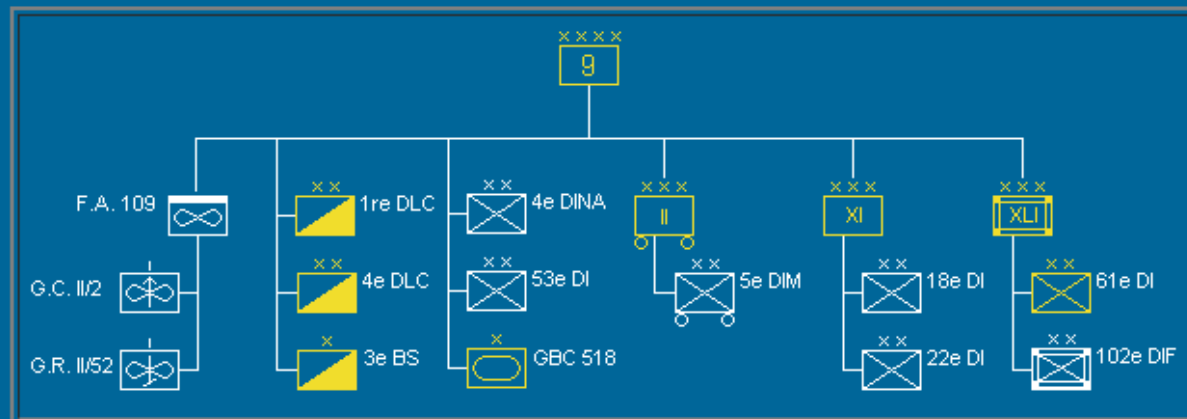 9
F.A. 109
1re DLC
4e DINA
II
XI
XLI
G.C. II/2
4e DLC
53e DI
5e DIM
18e DI
61e DI
G.R. II/52
3e BS
GBC 518
22e DI
102e DIF